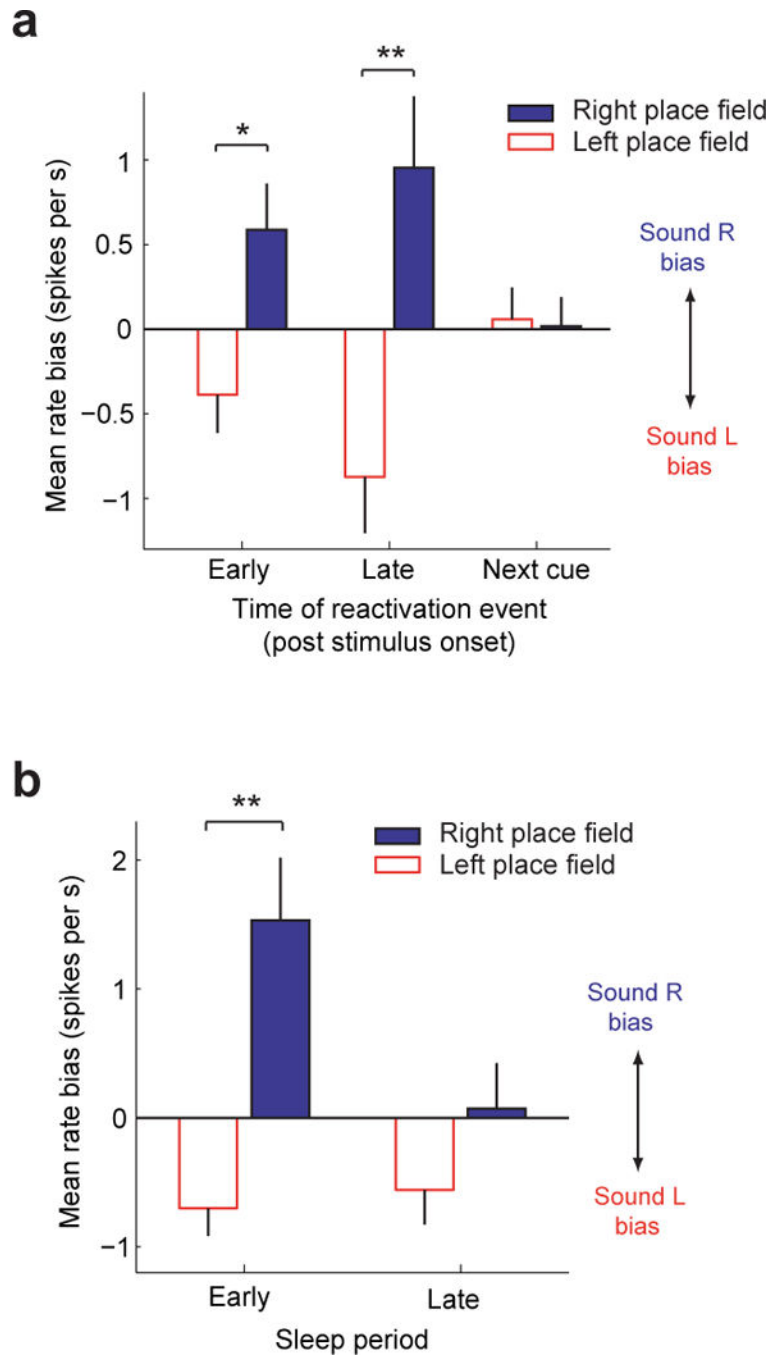 a
**
*
Right place field
Left place field
1
0.5
0
−0.5
−1
Mean rate bias (spikes per s)
Sound R
bias
Sound L
bias
Early Late Next cue
Time of reactivation event
(post stimulus onset)
b
**
Right place field
Left place field
2
1
0
−1
Mean rate bias (spikes per s)
Sound R
bias
Sound L
bias
Early Late
Sleep period